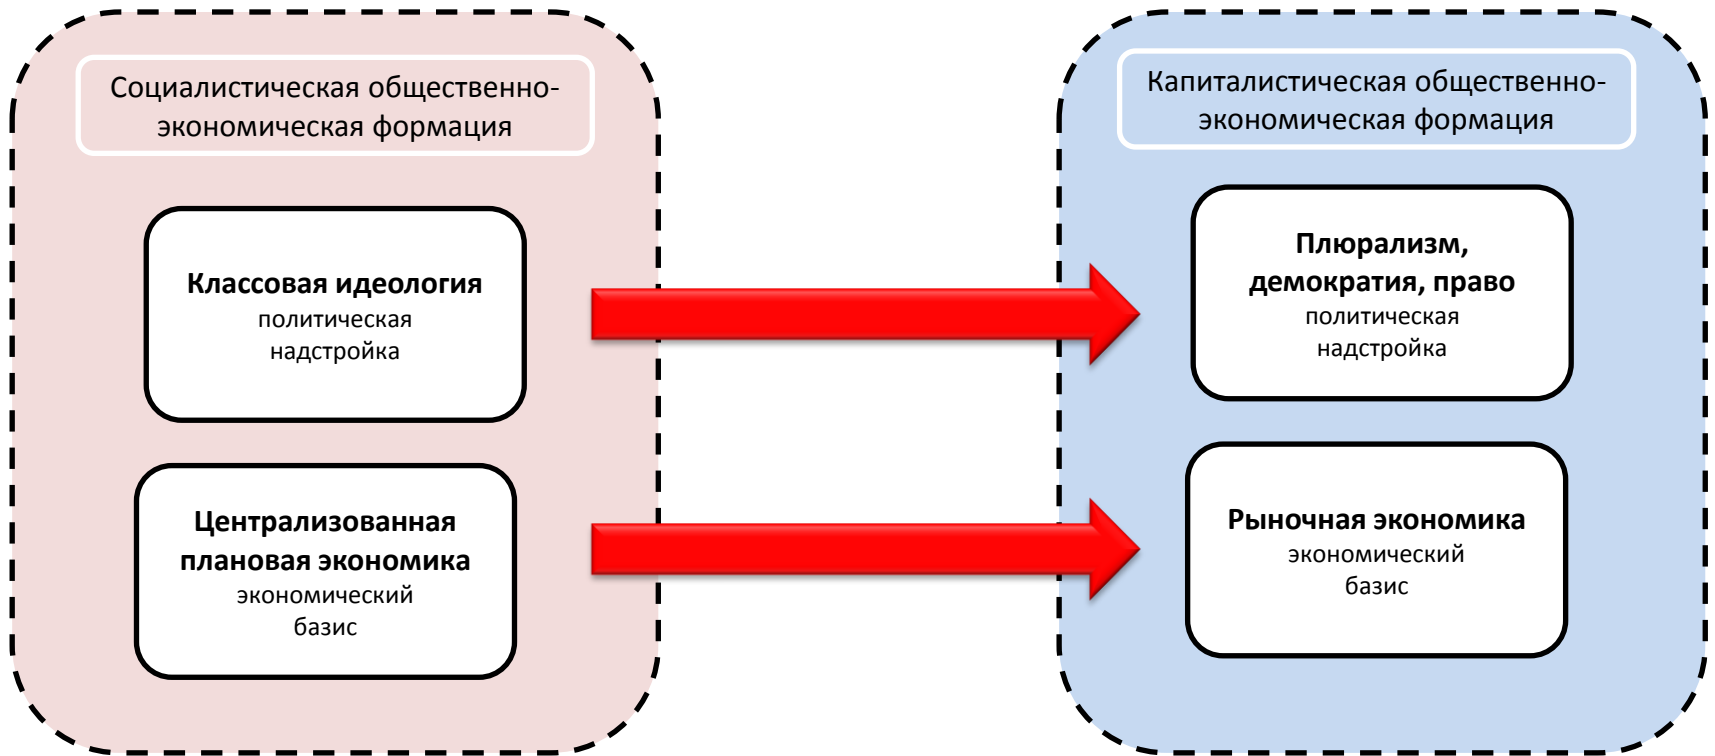 Социалистическая общественно-
экономическая формация
Классовая идеология
политическая
надстройка
Централизованная
плановая экономика
экономический
базис
Капиталистическая общественно-
экономическая формация
Плюрализм,
демократия, право
политическая
надстройка
Рыночная экономика
экономический
базис